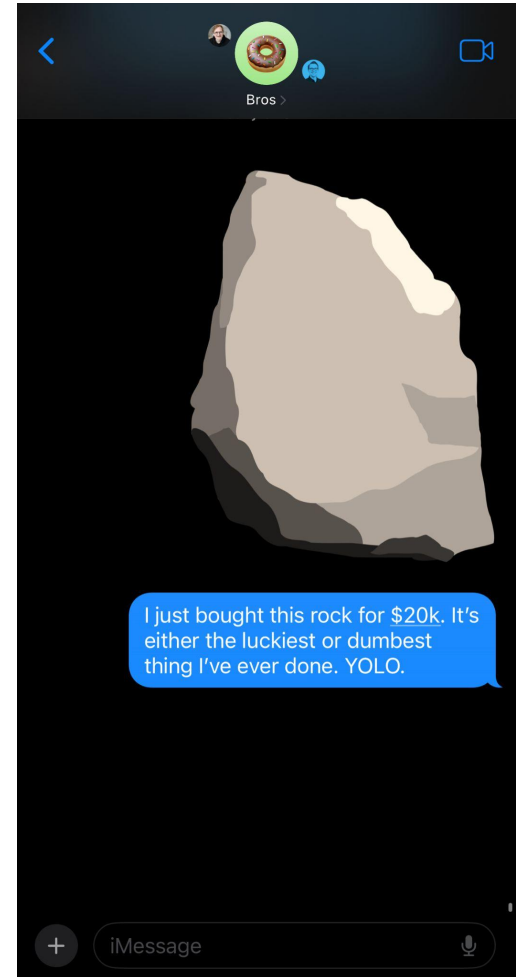 Bros
I just bought this rock for $20k. It’s
either the luckiest or dumbest
thing I’ve ever done. YOLO.
iMessage